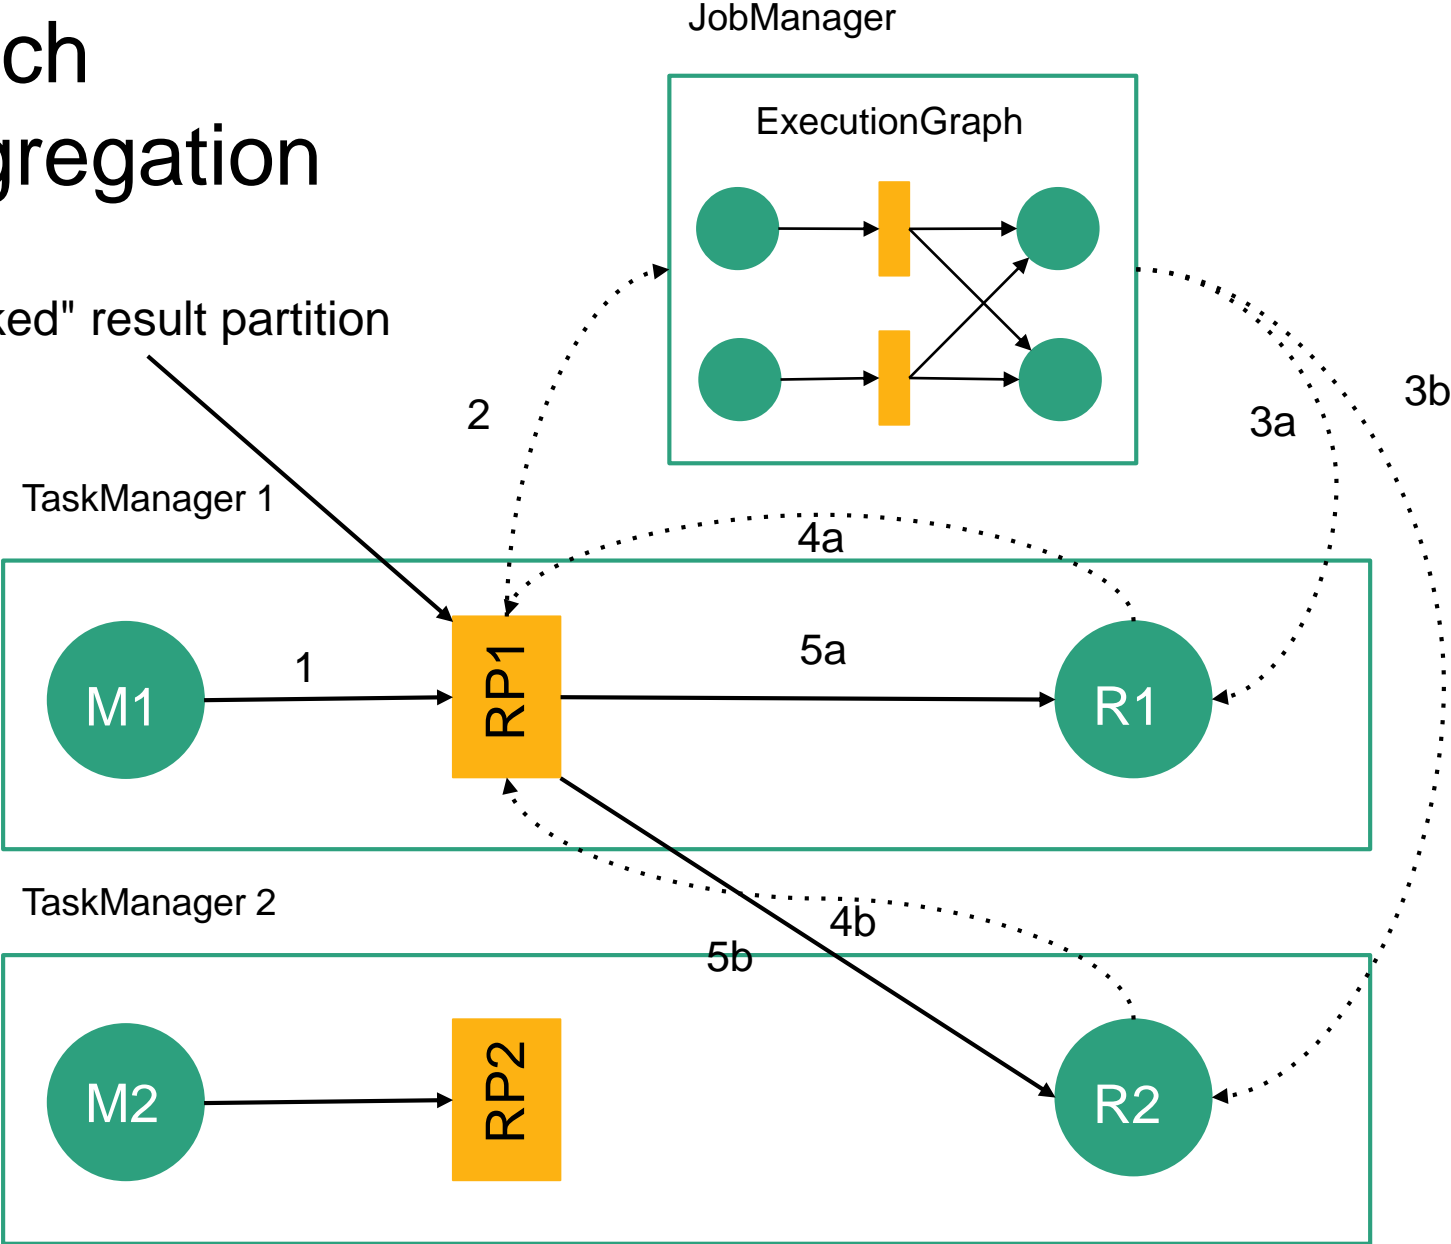 JobManager
ch
gregation
ExecutionGraph
ked" result partition
2
3a
3b
TaskManager 1
4a
1
5a
M1
RP1
R1
TaskManager 2
4b
5b
M2
RP2
R2